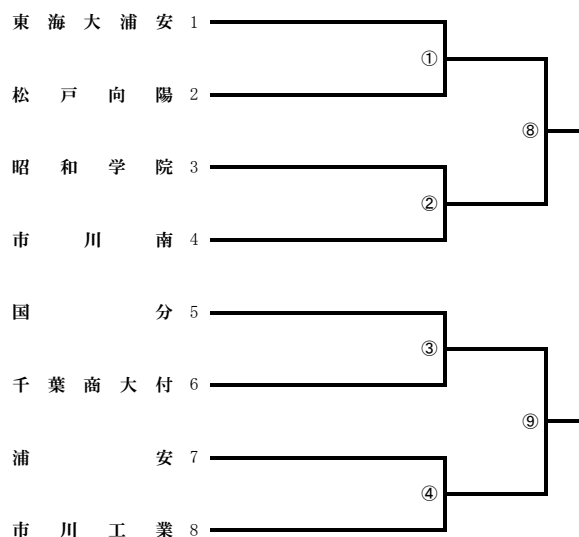 東海大浦安 1
①
松戸向陽 2
⑧
昭和学院 3
②
市川南 4
国分 5
③
千葉商大付 6
⑨
浦安 7
④
市川工業 8